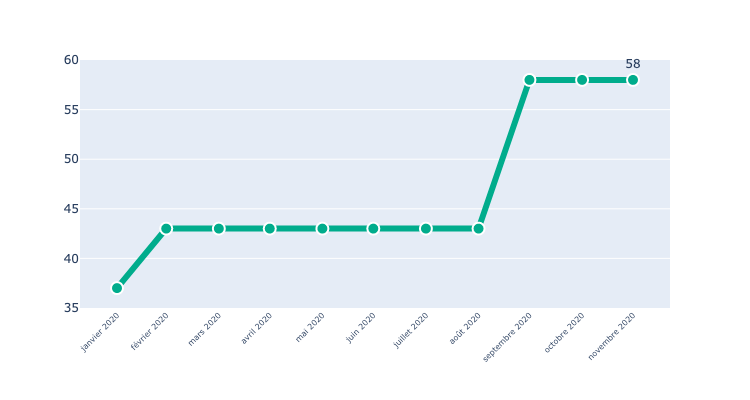 60
58
55
50
45
40
35
janvier 2020
février 2020
mars 2020
avril 2020
mai 2020
juin 2020
juillet 2020
août 2020
septembre 2020
octobre 2020
novembre 2020